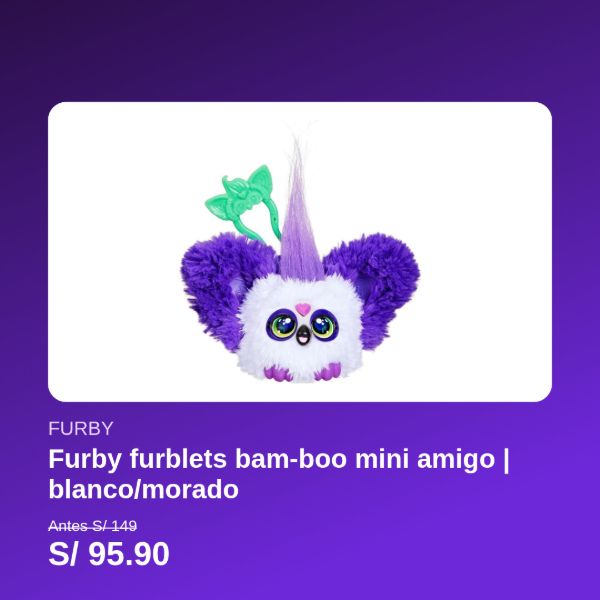 FURBY
Furby furblets bam-boo mini amigo |
blanco/morado
Antes S/ 149
S/ 95.90